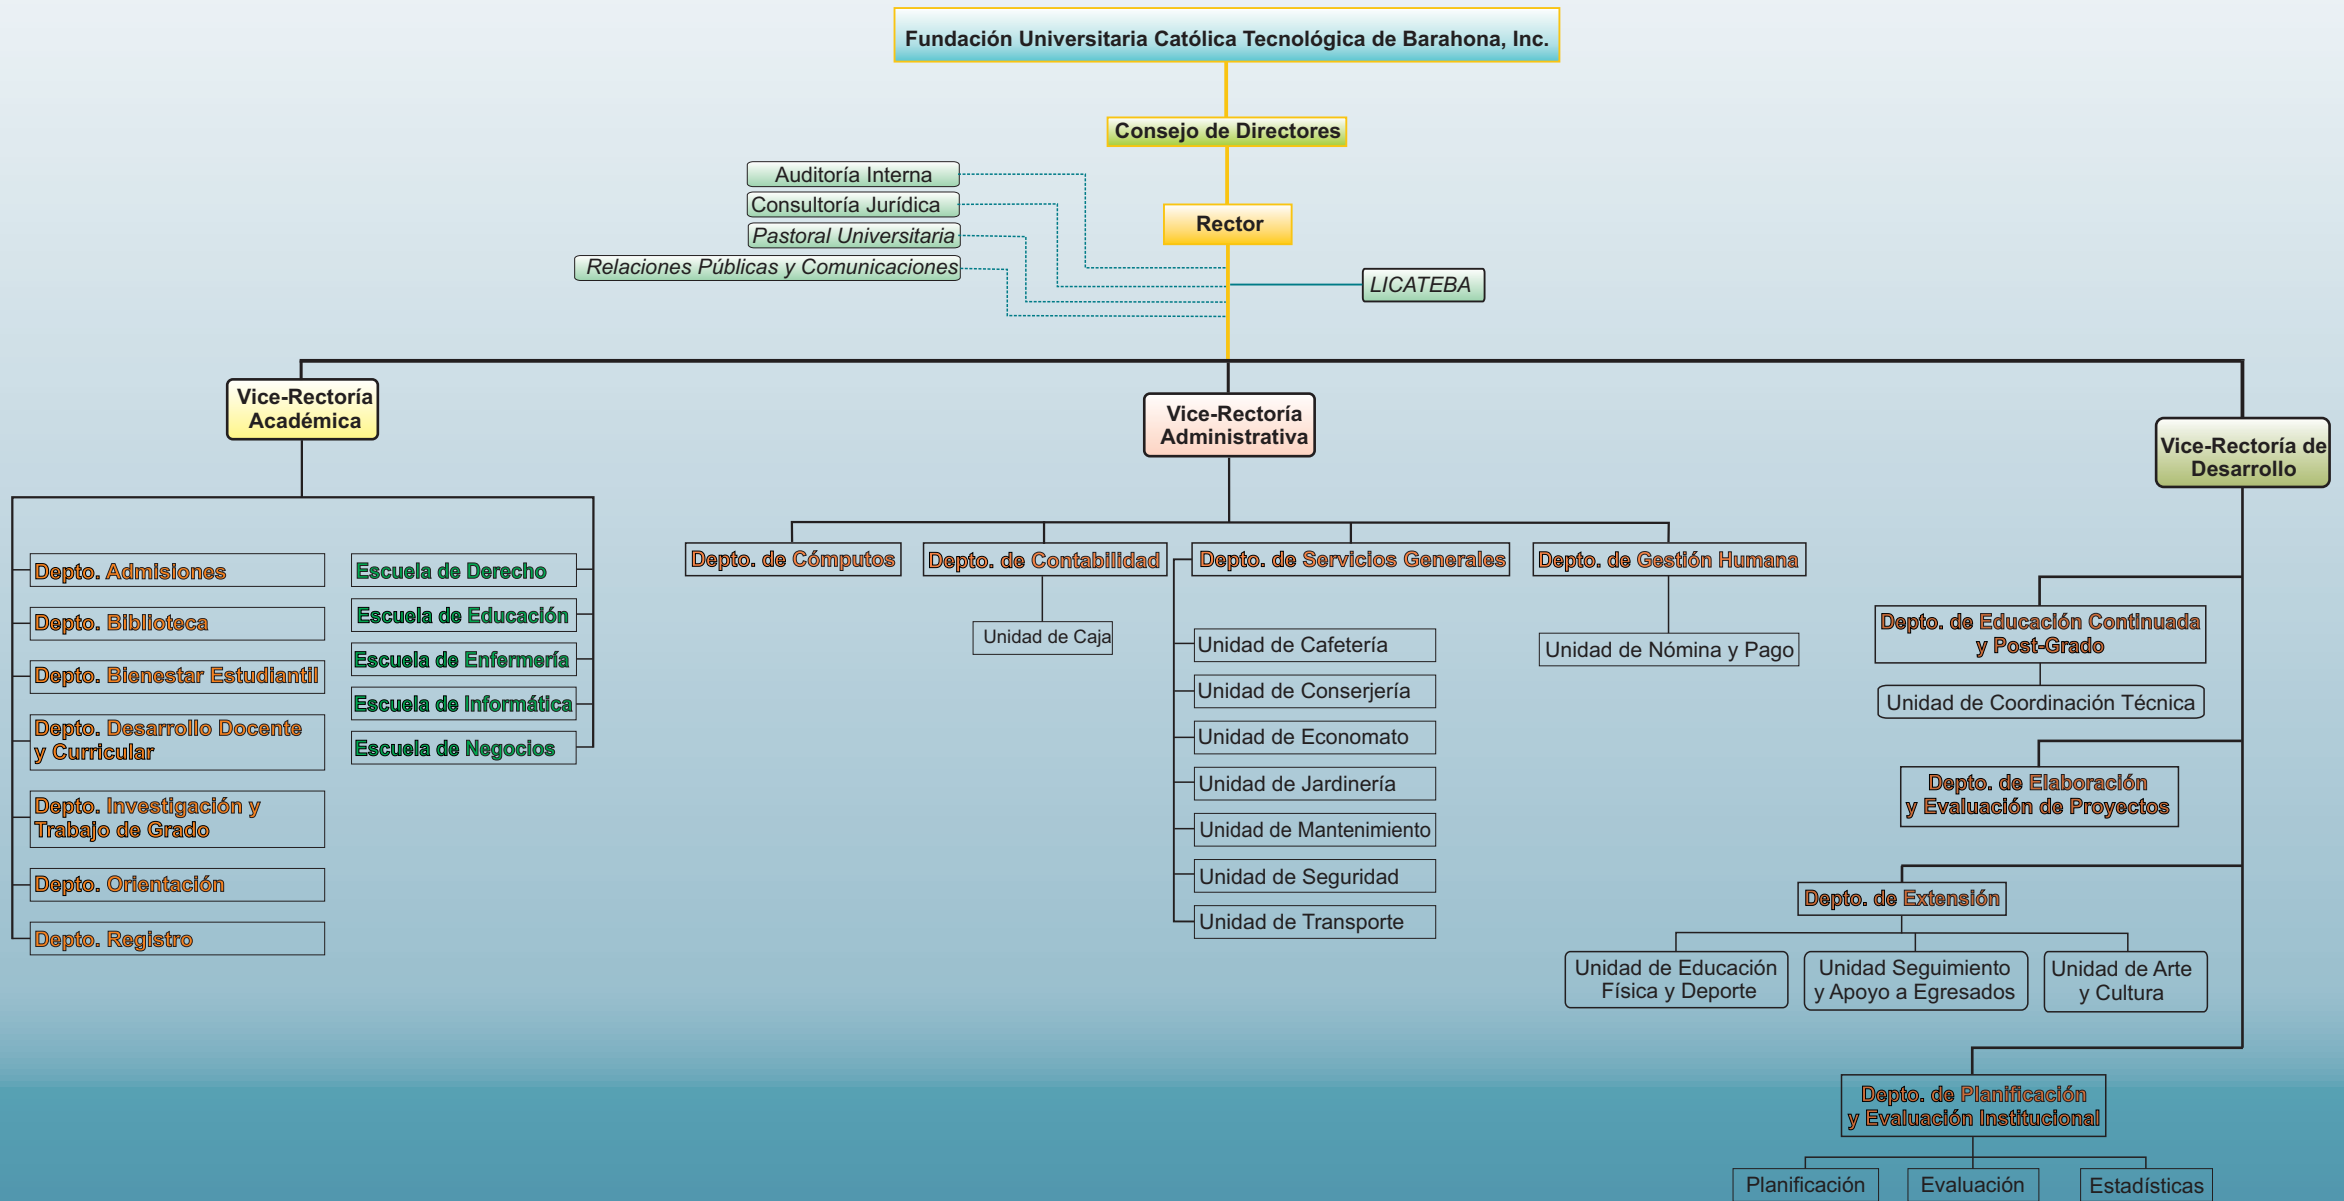 Fundación Universitaria Católica Tecnológica de Barahona, Inc.
Consejo de Directores
Auditoría Interna
Consultoría Jurídica
Pastoral Universitaria
Relaciones Públicas y Comunicaciones
Rector
LICATEBA
Vice-Rectoría
Académica
Depto. Admisiones
Depto. Biblioteca
Depto. Bienestar Estudiantil
Depto. Desarrollo Docente
y Curricular
Depto. Investigación y
Trabajo de Grado
Depto. Orientación
Depto. Registro
Escuela de Derecho
Escuela de Educación
Escuela de Enfermería
Escuela de Informática
Escuela de Negocios
Vice-Rectoría
Administrativa
Depto. de Cómputos
Depto. de Contabilidad
Unidad de Caja
Depto. de Servicios Generales
Unidad de Cafetería
Unidad de Conserjería
Unidad de Economato
Unidad de Jardinería
Unidad de Mantenimiento
Unidad de Seguridad
Unidad de Transporte
Depto. de Gestión Humana
Unidad de Nómina y Pago
Vice-Rectoría de
Desarrollo
Depto. de Educación Continuada
y Post-Grado
Unidad de Coordinación Técnica
Depto. de Elaboración
y Evaluación de Proyectos
Depto. de Extensión
Unidad de Educación
Física y Deporte
Unidad Seguimiento
y Apoyo a Egresados
Unidad de Arte
y Cultura
Depto. de Planificación
y Evaluación Institucional
Planificación
Evaluación
Estadísticas